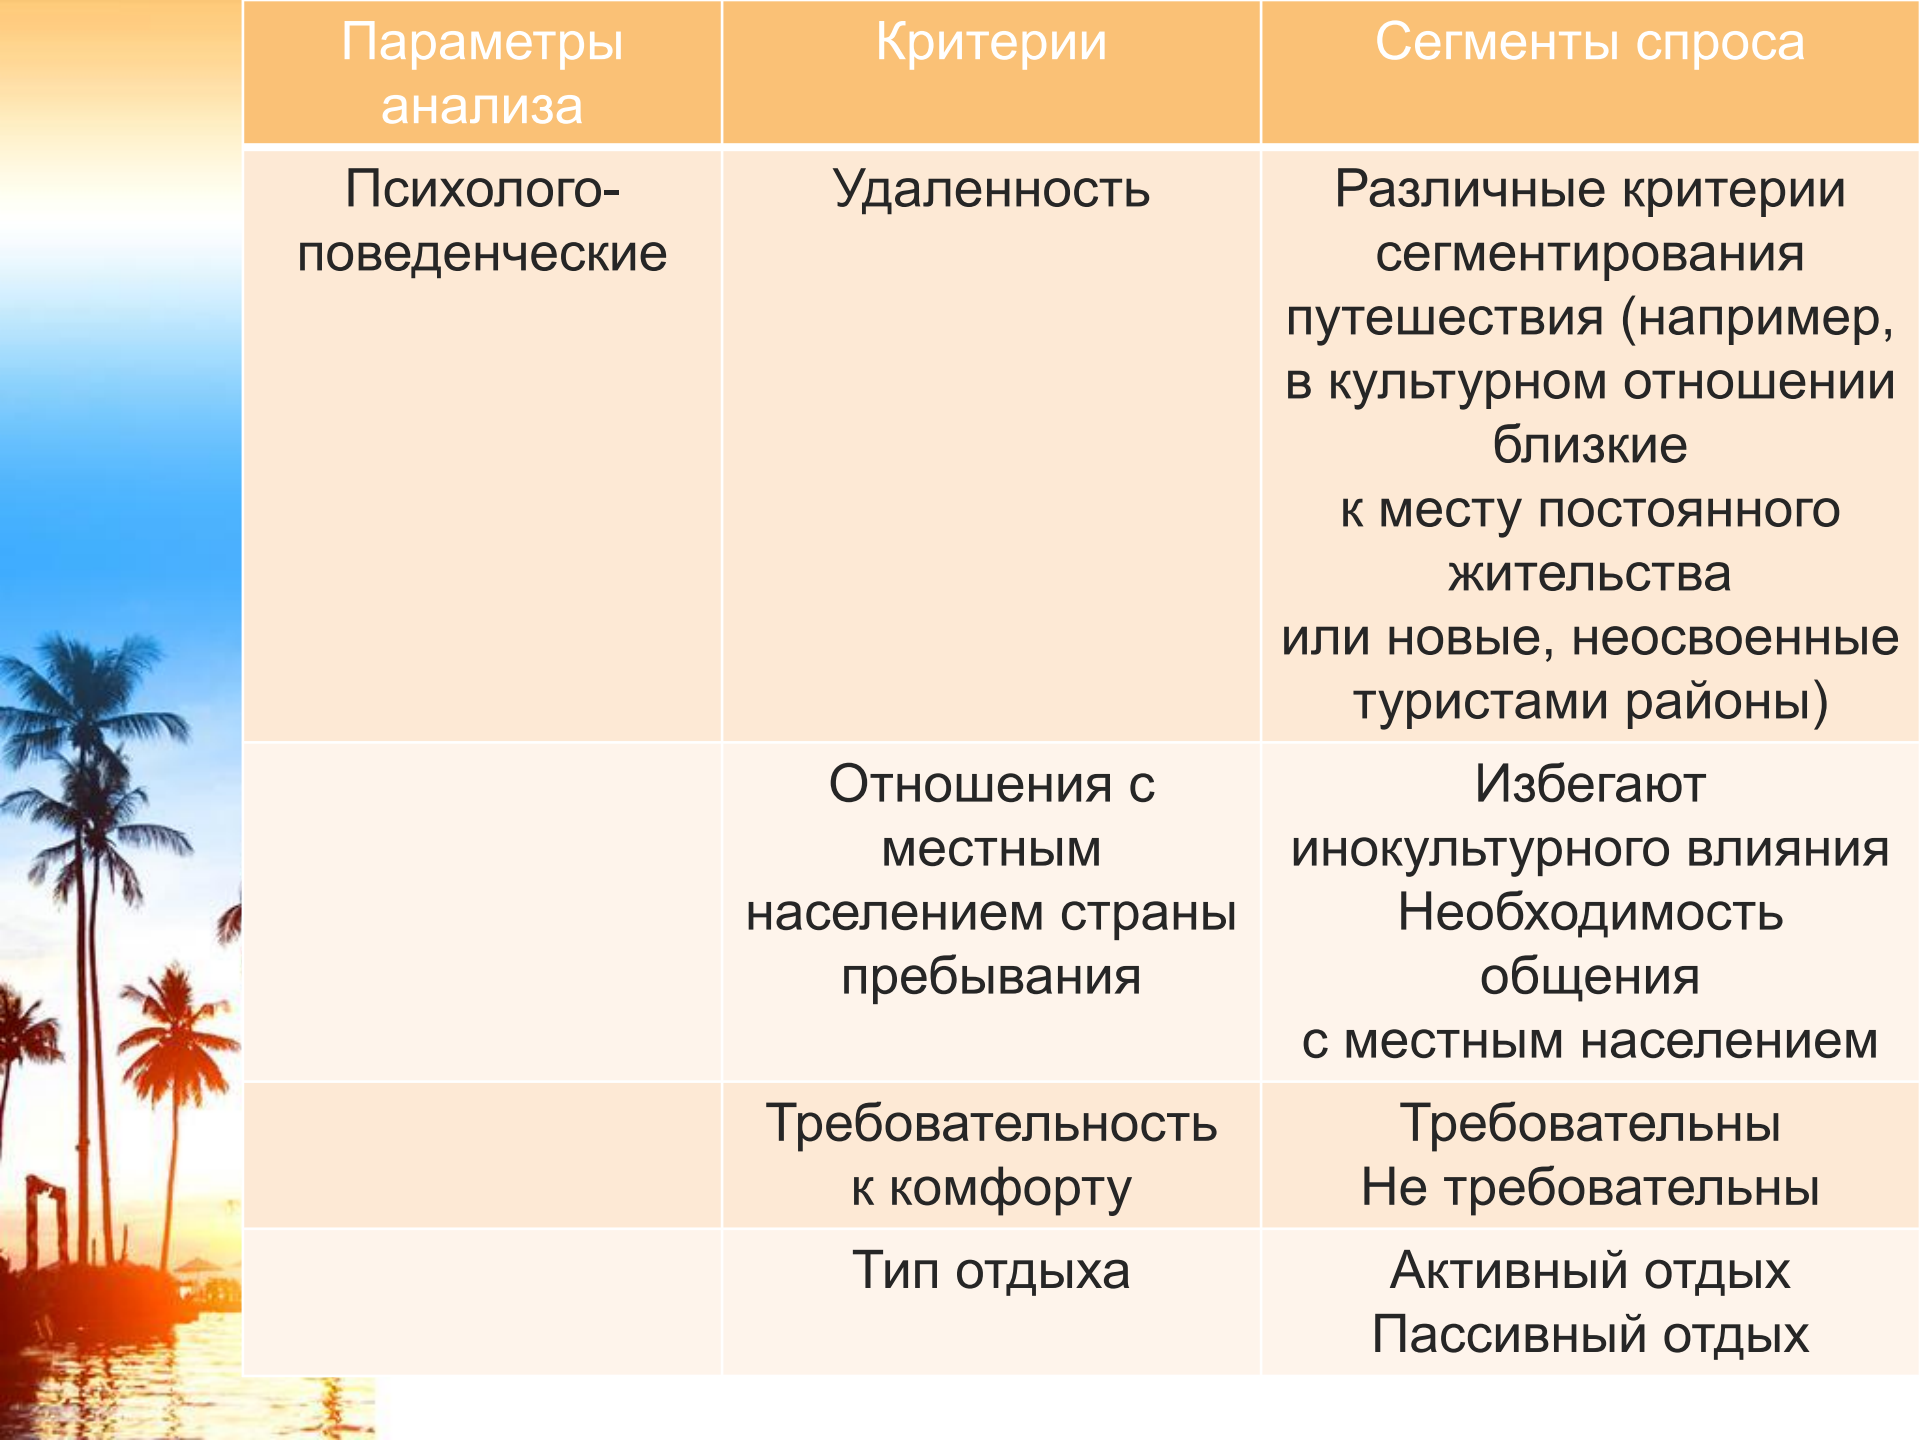 Параметры
анализа
Критерии
Сегменты спроса
Психолого-
поведенческие
Удаленность
Различные критерии
сегментирования
путешествия (например,
в культурном отношении
близкие
к месту постоянного
жительства
или новые, неосвоенные
туристами районы)
Отношения с
местным
населением страны
пребывания
Избегают
инокультурного влияния
Необходимость
общения
с местным населением
Требовательность
к комфорту
Требовательны
Не требовательны
Тип отдыха
Активный отдых
Пассивный отдых